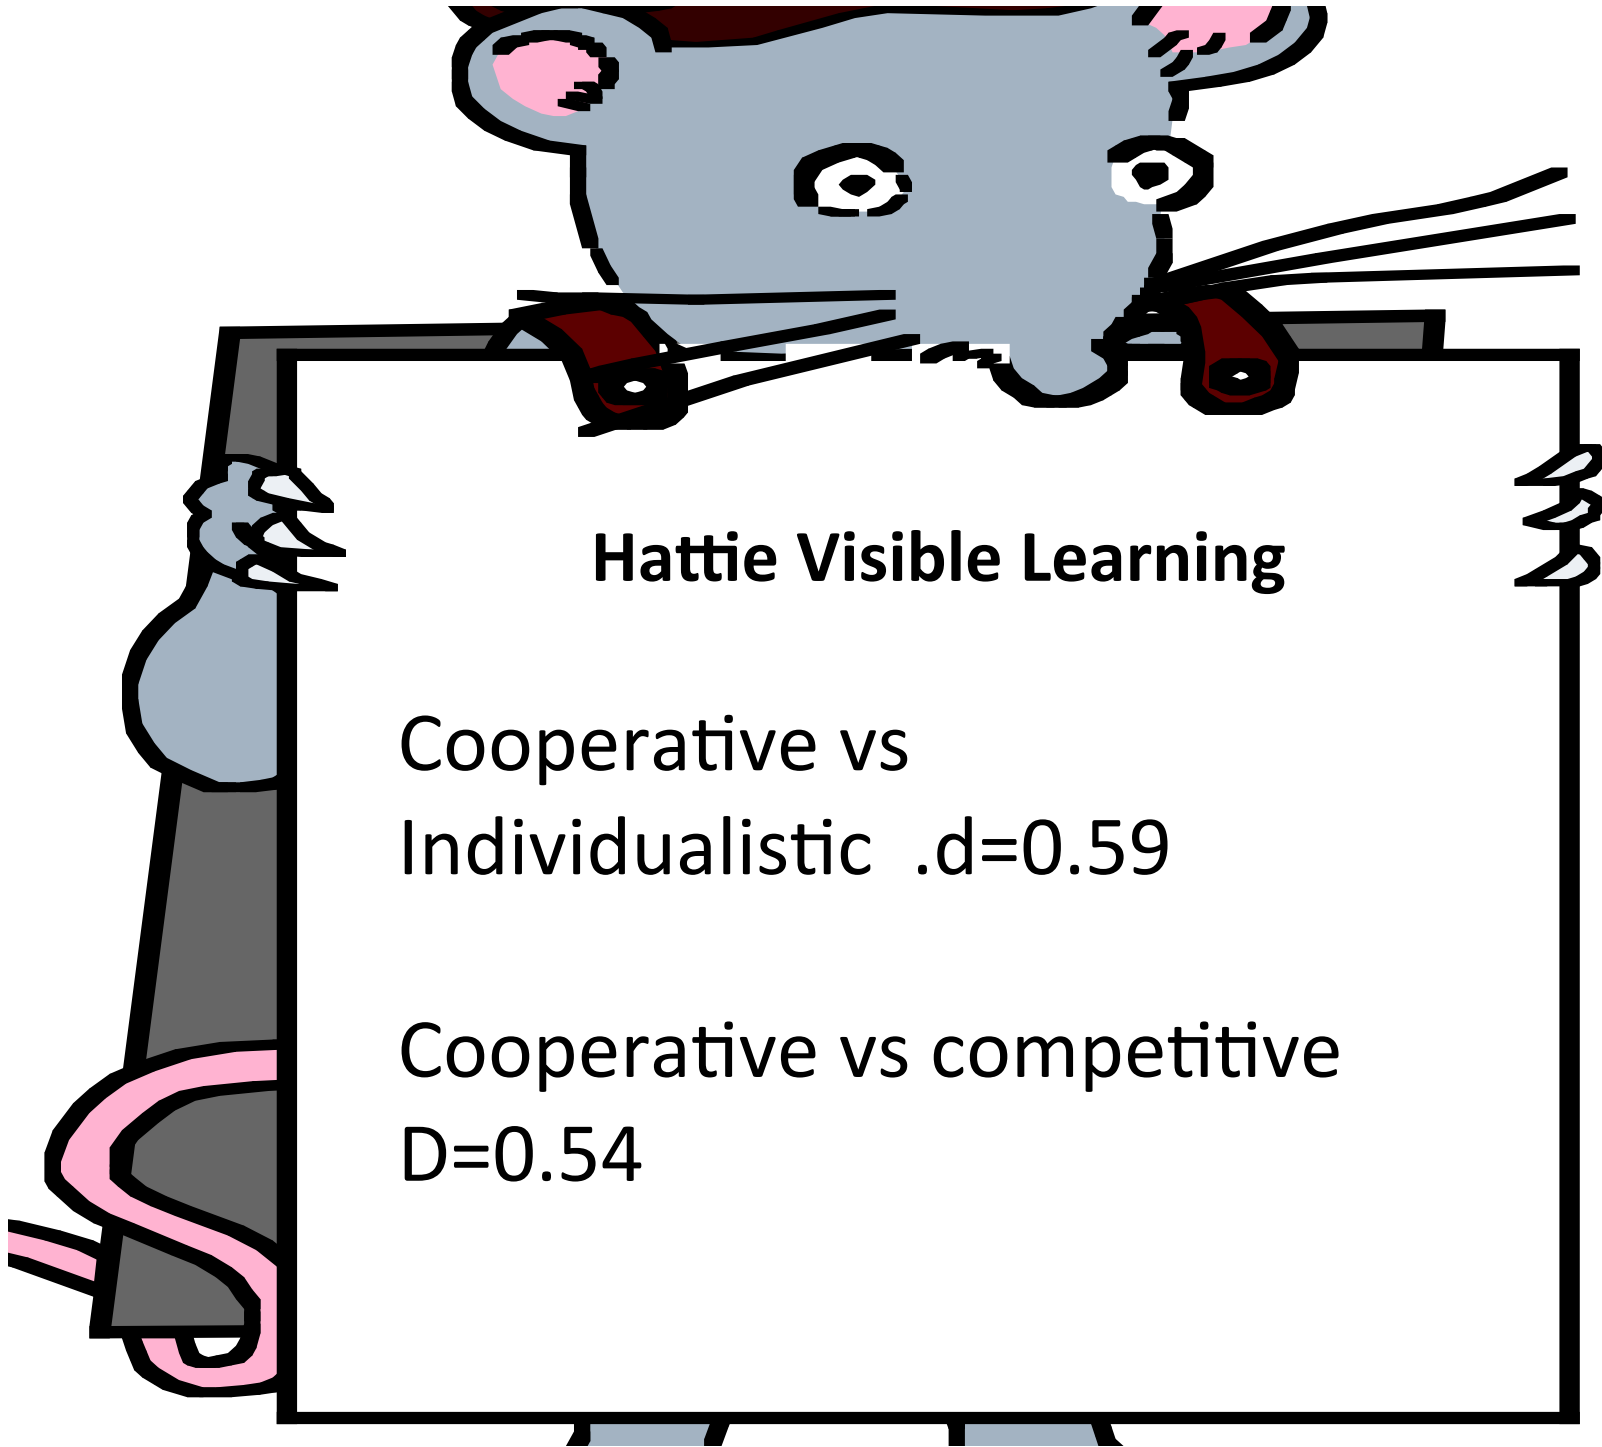 Hattie Visible Learning
Cooperative vs
Individualistic  .d=0.59
Cooperative vs competitive
D=0.54